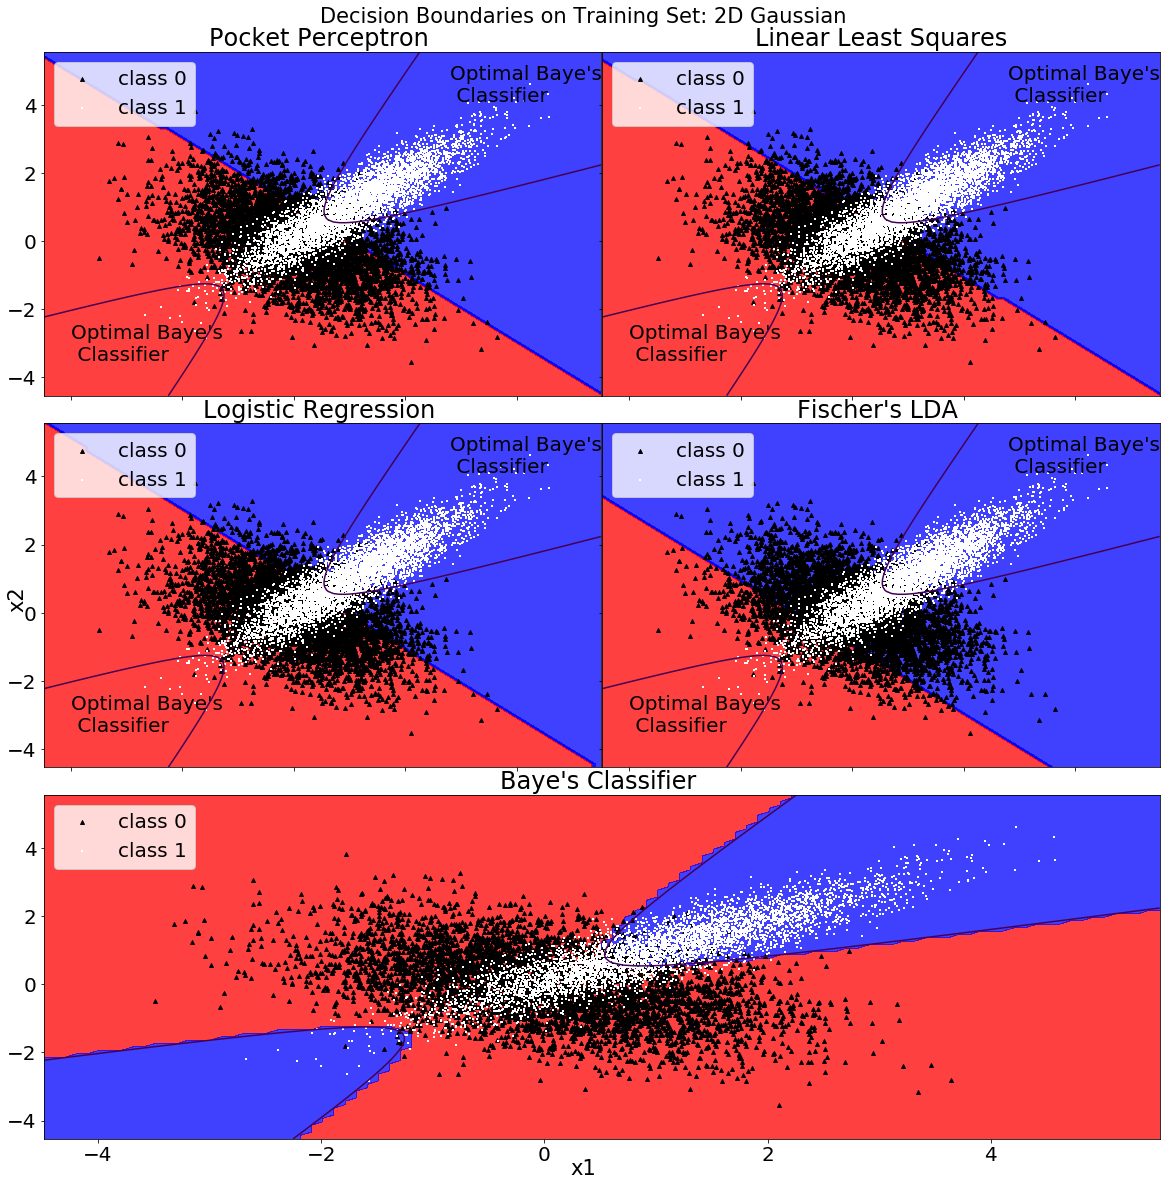 Decision Boundaries on Training Set: 2D Gaussian
Pocket Perceptron
Linear Least Squares
class 0
class 1
Optimal Baye's
Classifier
Optimal Baye's
Classifier
4
2
0
−2
−4
class 0
class 1
Optimal Baye's
Classifier
Optimal Baye's
Classifier
Logistic Regression
Fischer's LDA
class 0
class 1
Optimal Baye's
Classifier
Optimal Baye's
Classifier
x2
4
2
0
−2
−4
class 0
class 1
Optimal Baye's
Classifier
Optimal Baye's
Classifier
Baye's Classifier
class 0
class 1
4
2
0
−2
−4
−4
−2
0
2
4
x1